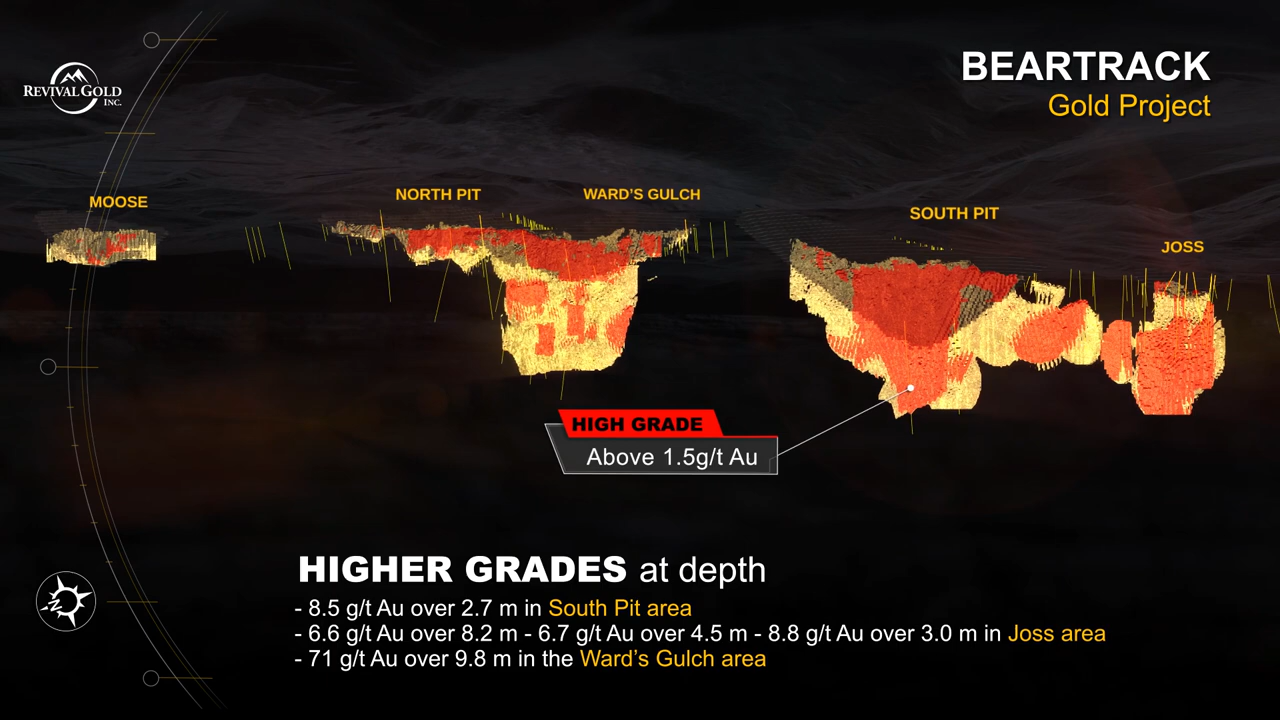 BEARTRACK
Gold Project
REVIVAL GOLD
INC.
MOOSE
NORTH PIT
WARD'S GULCH
SOUTH PIT
JOSS
HIGH GRADE
Above 1.5g/t Au
HIGHER GRADES at depth
- 8.5 g/t Au over 2.7 m in South Pit area
- 6.6 g/t Au over 8.2 m - 6.7 g/t Au over 4.5 m - 8.8 g/t Au over 3.0 m in Joss area
- 71 g/t Au over 9.8 m in the Ward's Gulch area
N